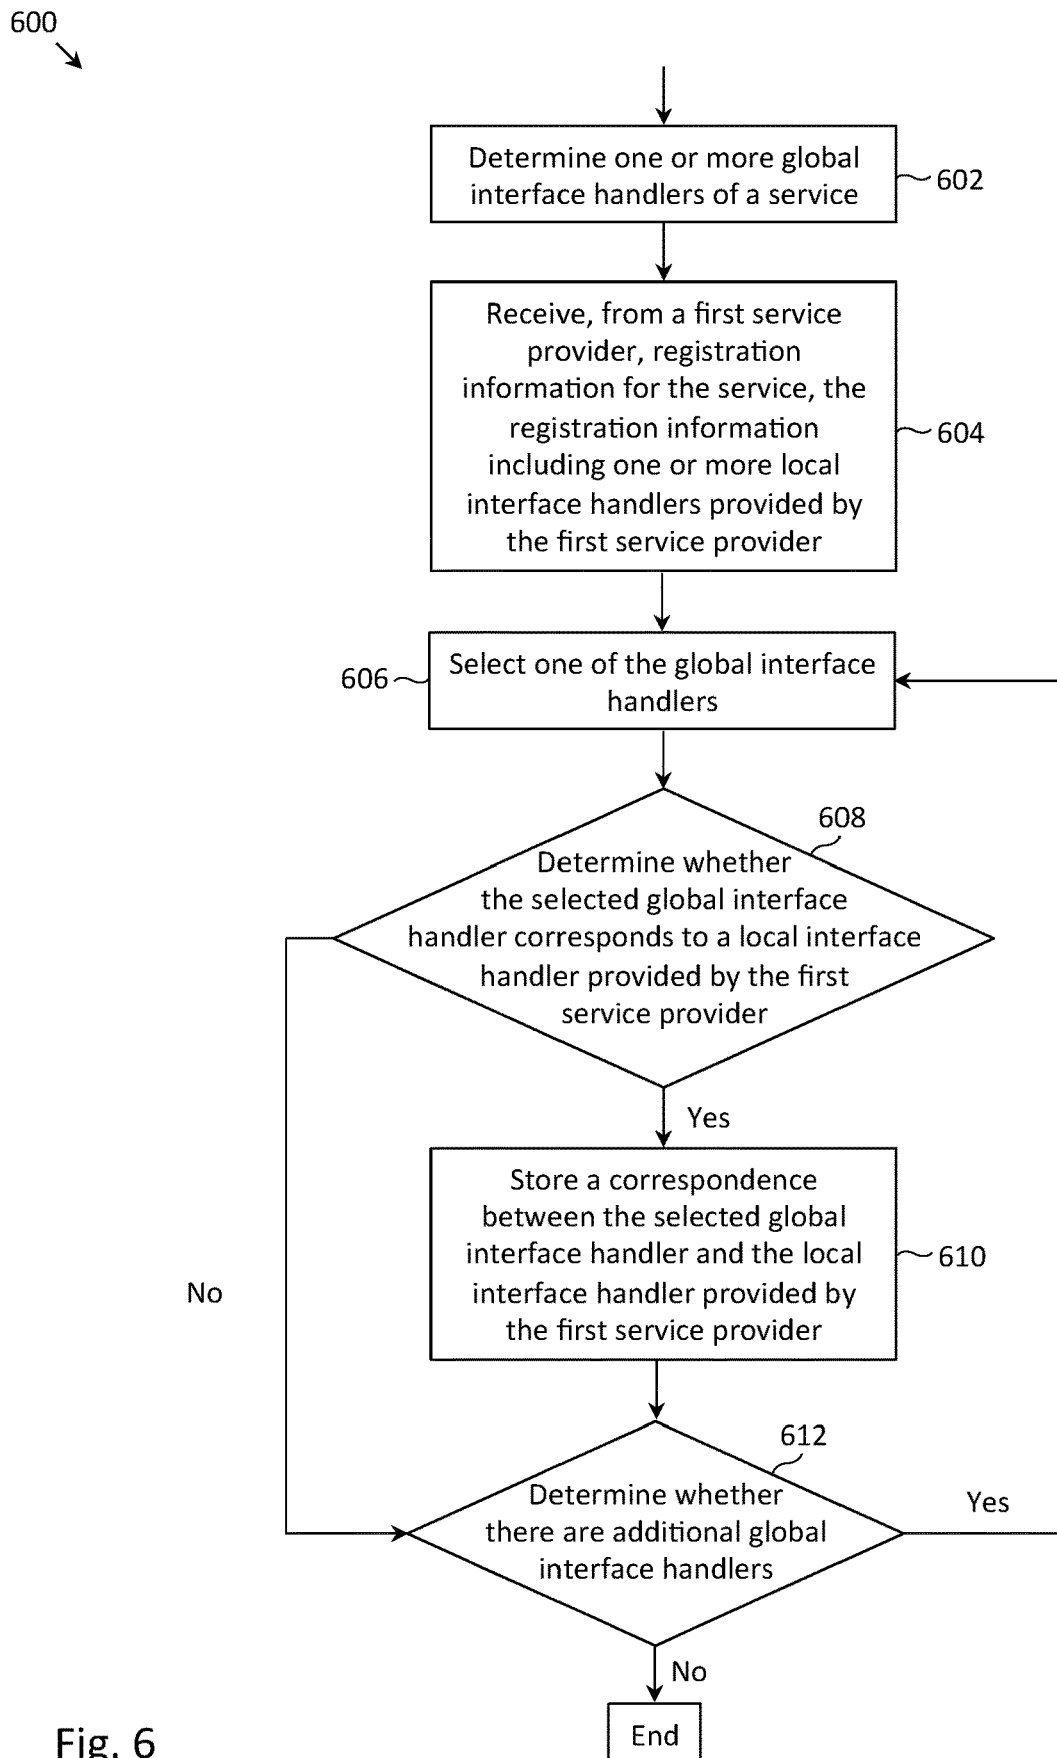 600
Determine one or more global
interface handlers of a service
602
Receive, from a first service
provider, registration
information for the service, the
registration information
including one or more local
interface handlers provided by
the first service provider
604
606
Select one of the global interface
handlers
608
Determine whether
the selected global interface
handler corresponds to a local interface
handler provided by the first
service provider
Yes
Store a correspondence
between the selected global
interface handler and the local
interface handler provided by
the first service provider
610
No
612
Determine whether
there are additional global
interface handlers
Yes
No
End
Fig. 6